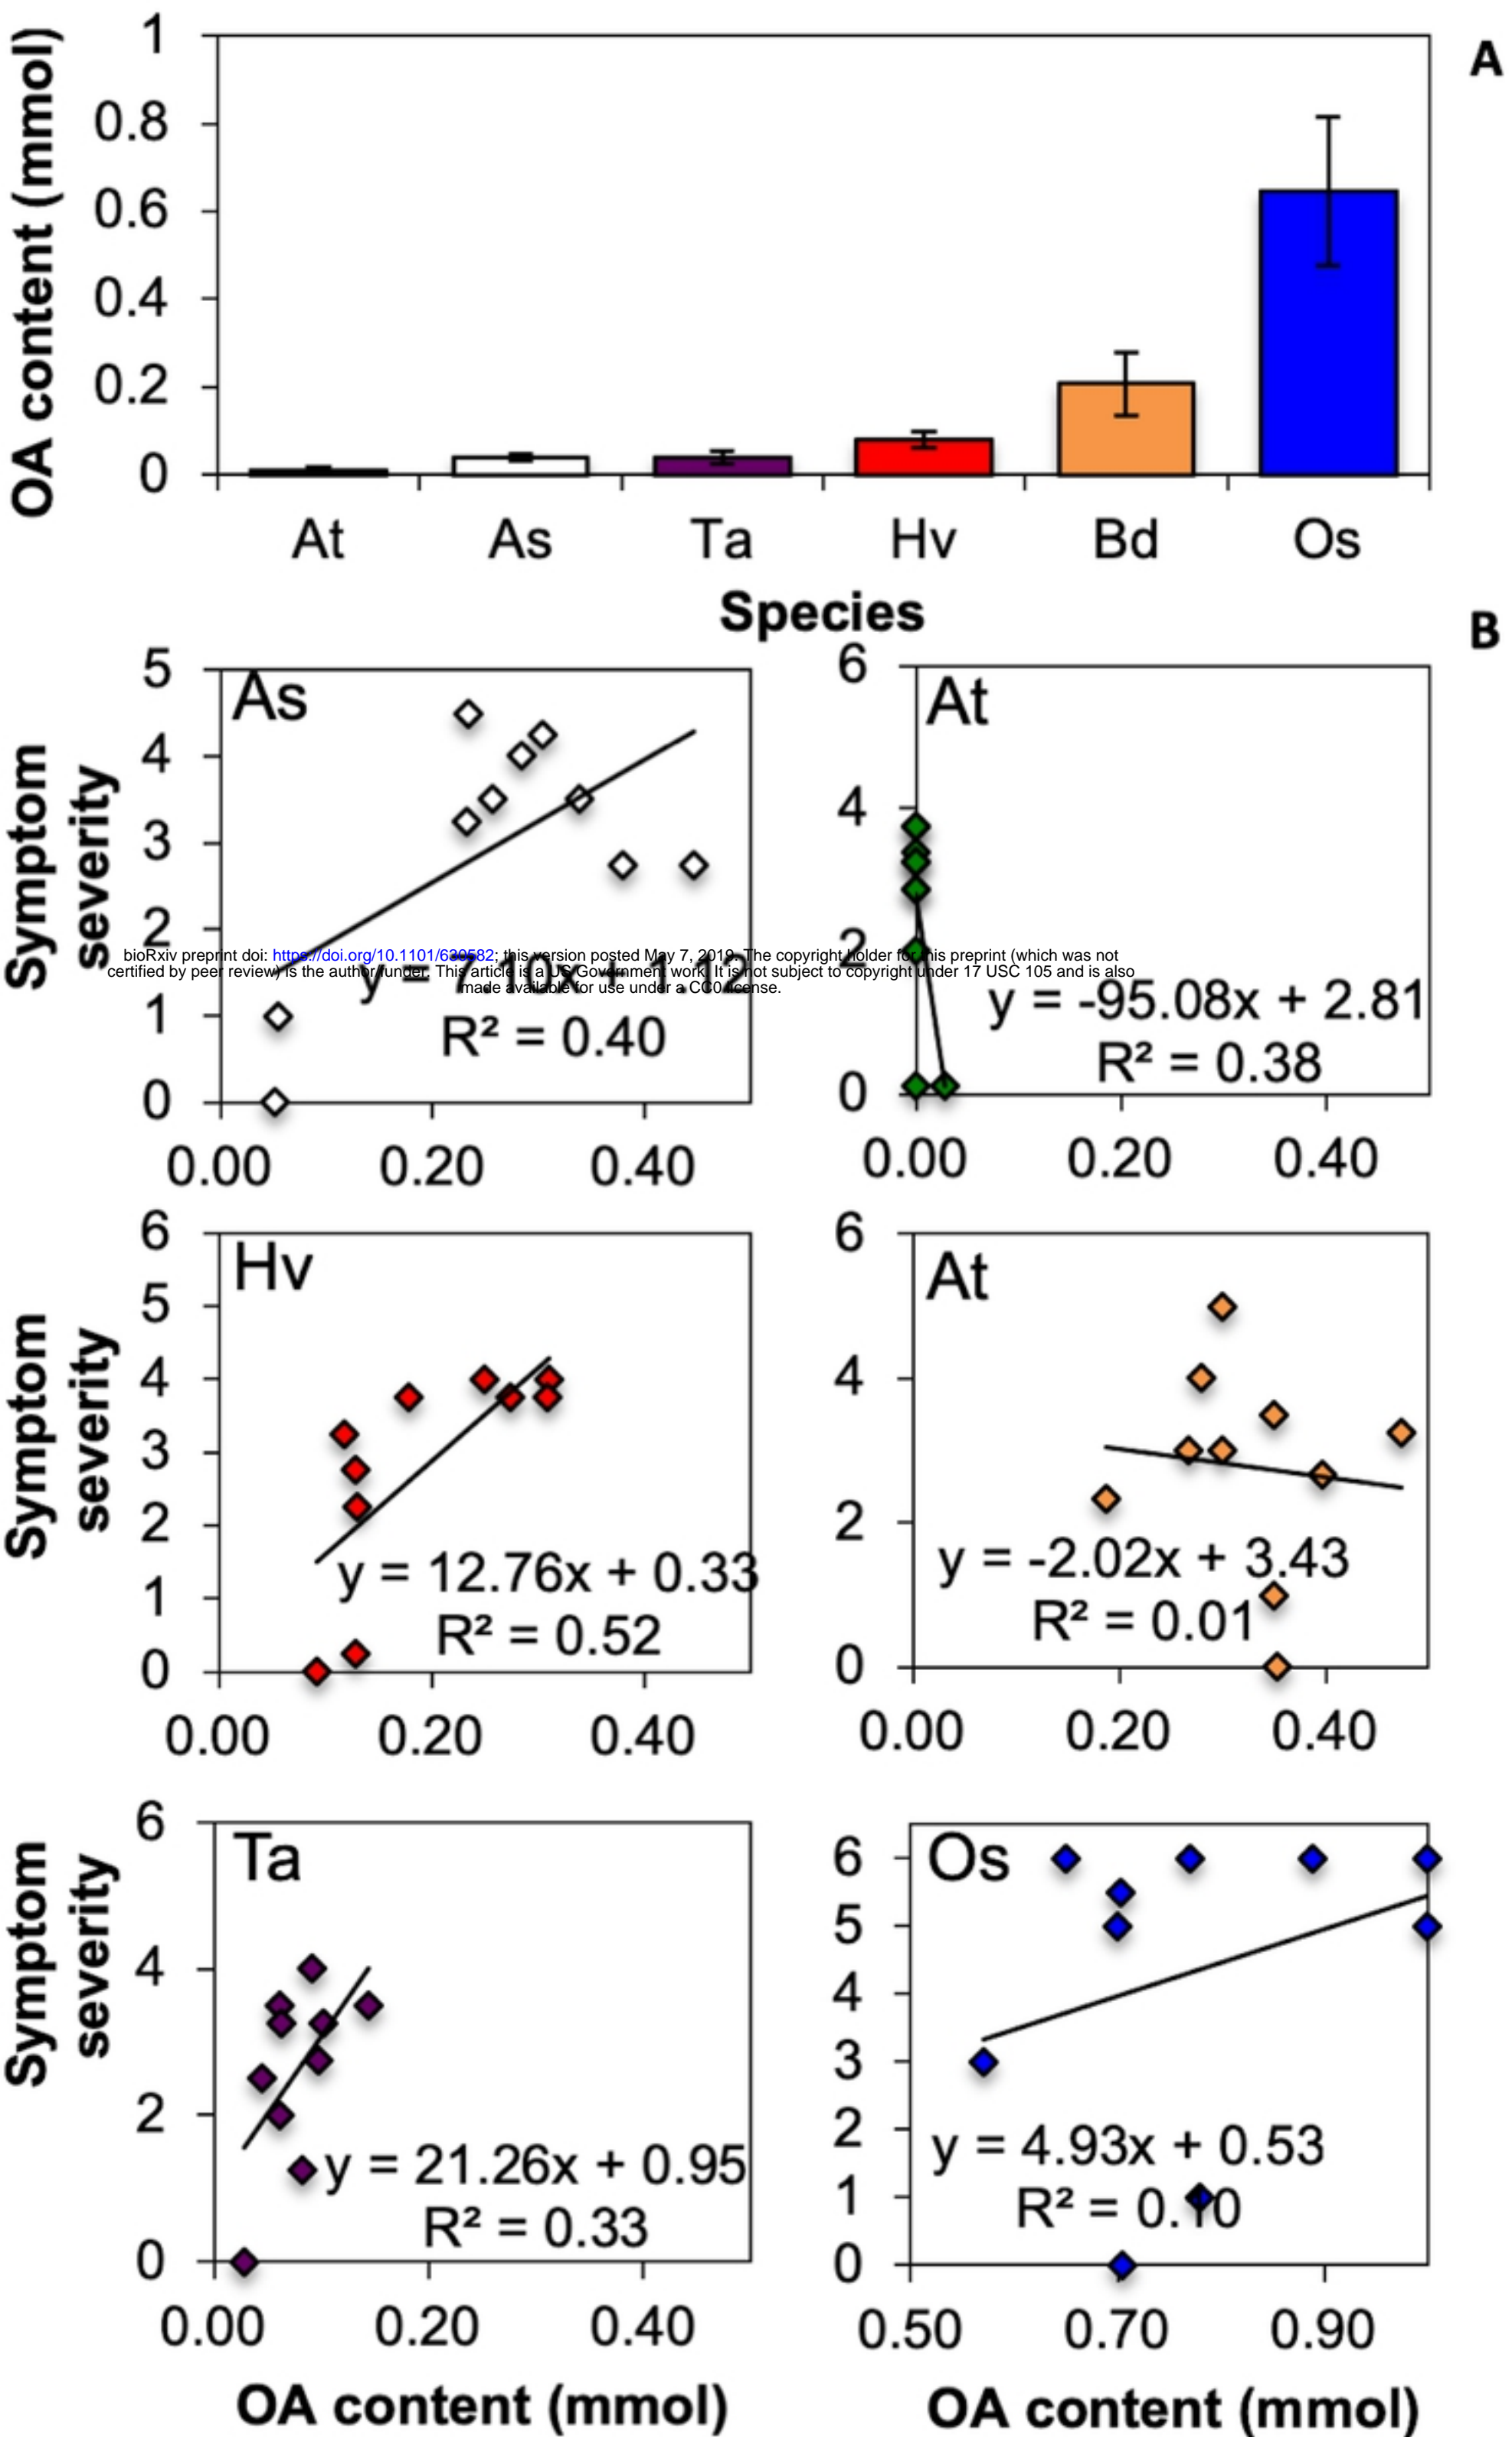 A
OA content (mmol)
1
0.8
0.6
0.4
0.2
0
At As Ta Hv Bd Os
Species
B
Symptom
severity
5
4
3
2
1
0
As
y = 7.10x + 1.12
R² = 0.40
0.00 0.20 0.40
6
4
2
0
At
y = -95.08x + 2.81
R² = 0.38
0.00 0.20 0.40
bioRxiv preprint doi: https://doi.org/10.1101/630582; this version posted May 7, 2019. The copyright holder for this preprint (which was not
certified by peer review) is the author/funder. This article is a US Government work. It is not subject to copyright under 17 USC 105 and is also
made available for use under a CC0 license.
Symptom
severity
6
5
4
3
2
1
0
Hv
y = 12.76x + 0.33
R² = 0.52
0.00 0.20 0.40
6
4
2
0
At
y = -2.02x + 3.43
R² = 0.01
0.00 0.20 0.40
Symptom
severity
6
4
2
0
Ta
y = 21.26x + 0.95
R² = 0.33
0.00 0.20 0.40
OA content (mmol)
6
5
4
3
2
1
0
Os
y = 4.93x + 0.53
R² = 0.10
0.50 0.70 0.90
OA content (mmol)